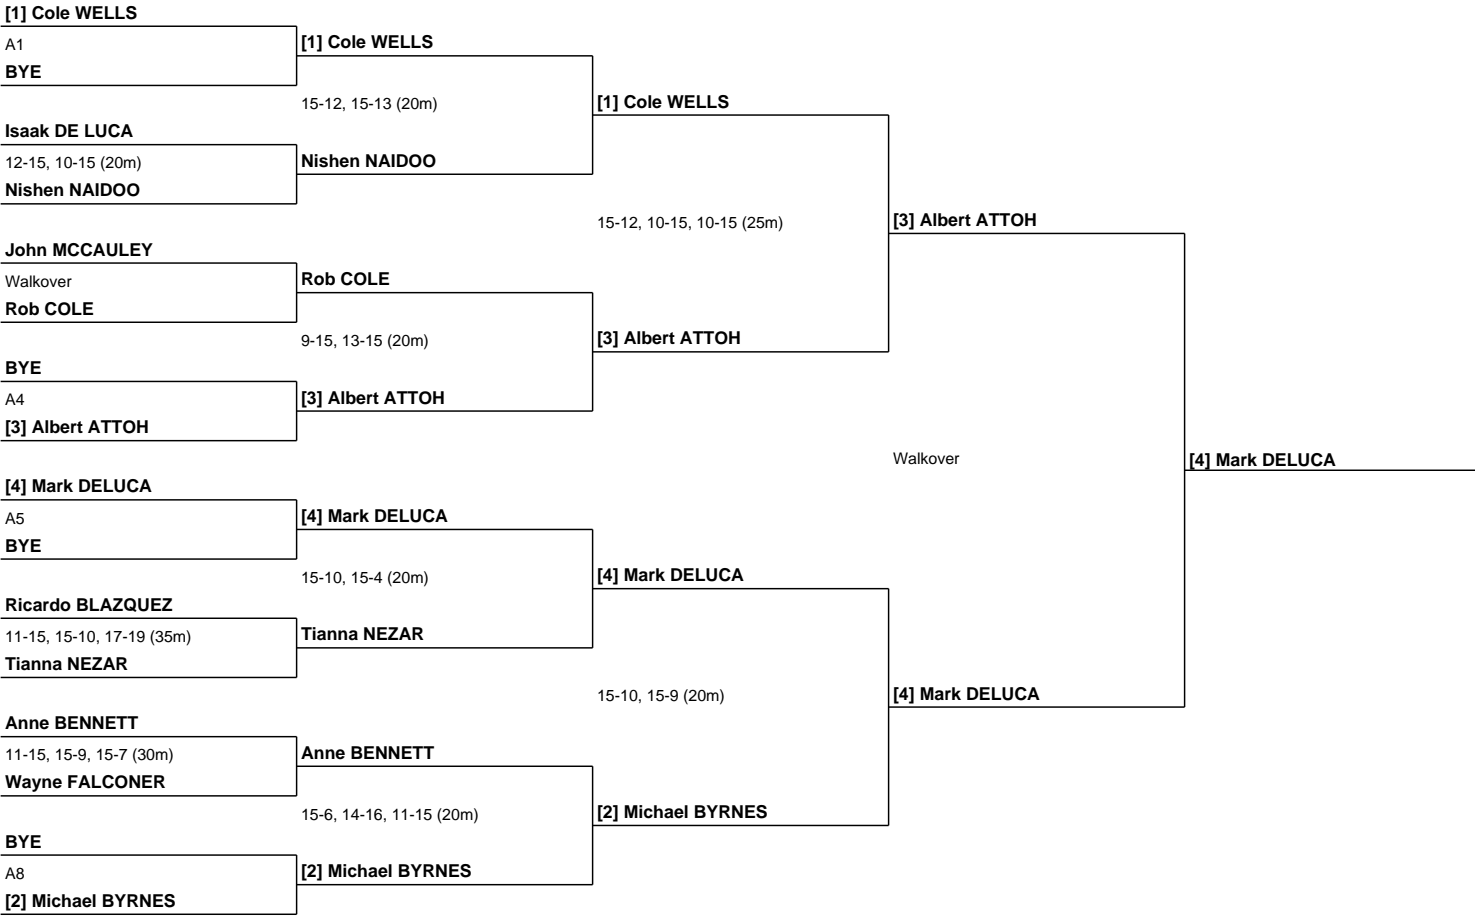 [1] Cole WELLS
A1
BYE
Isaak DE LUCA
12-15, 10-15 (20m)
Nishen NAIDOO
John MCCAULEY
Walkover
Rob COLE
BYE
A4
[3] Albert ATTOH
[4] Mark DELUCA
A5
BYE
Ricardo BLAZQUEZ
11-15, 15-10, 17-19 (35m)
Tianna NEZAR
Anne BENNETT
11-15, 15-9, 15-7 (30m)
Wayne FALCONER
BYE
A8
[2] Michael BYRNES
[1] Cole WELLS
15-12, 15-13 (20m)
Nishen NAIDOO
Rob COLE
9-15, 13-15 (20m)
[3] Albert ATTOH
[4] Mark DELUCA
15-10, 15-4 (20m)
Tianna NEZAR
Anne BENNETT
15-6, 14-16, 11-15 (20m)
[2] Michael BYRNES
[1] Cole WELLS
15-12, 10-15, 10-15 (25m)
[3] Albert ATTOH
[4] Mark DELUCA
15-10, 15-9 (20m)
[2] Michael BYRNES
[3] Albert ATTOH
Walkover
[4] Mark DELUCA
[4] Mark DELUCA